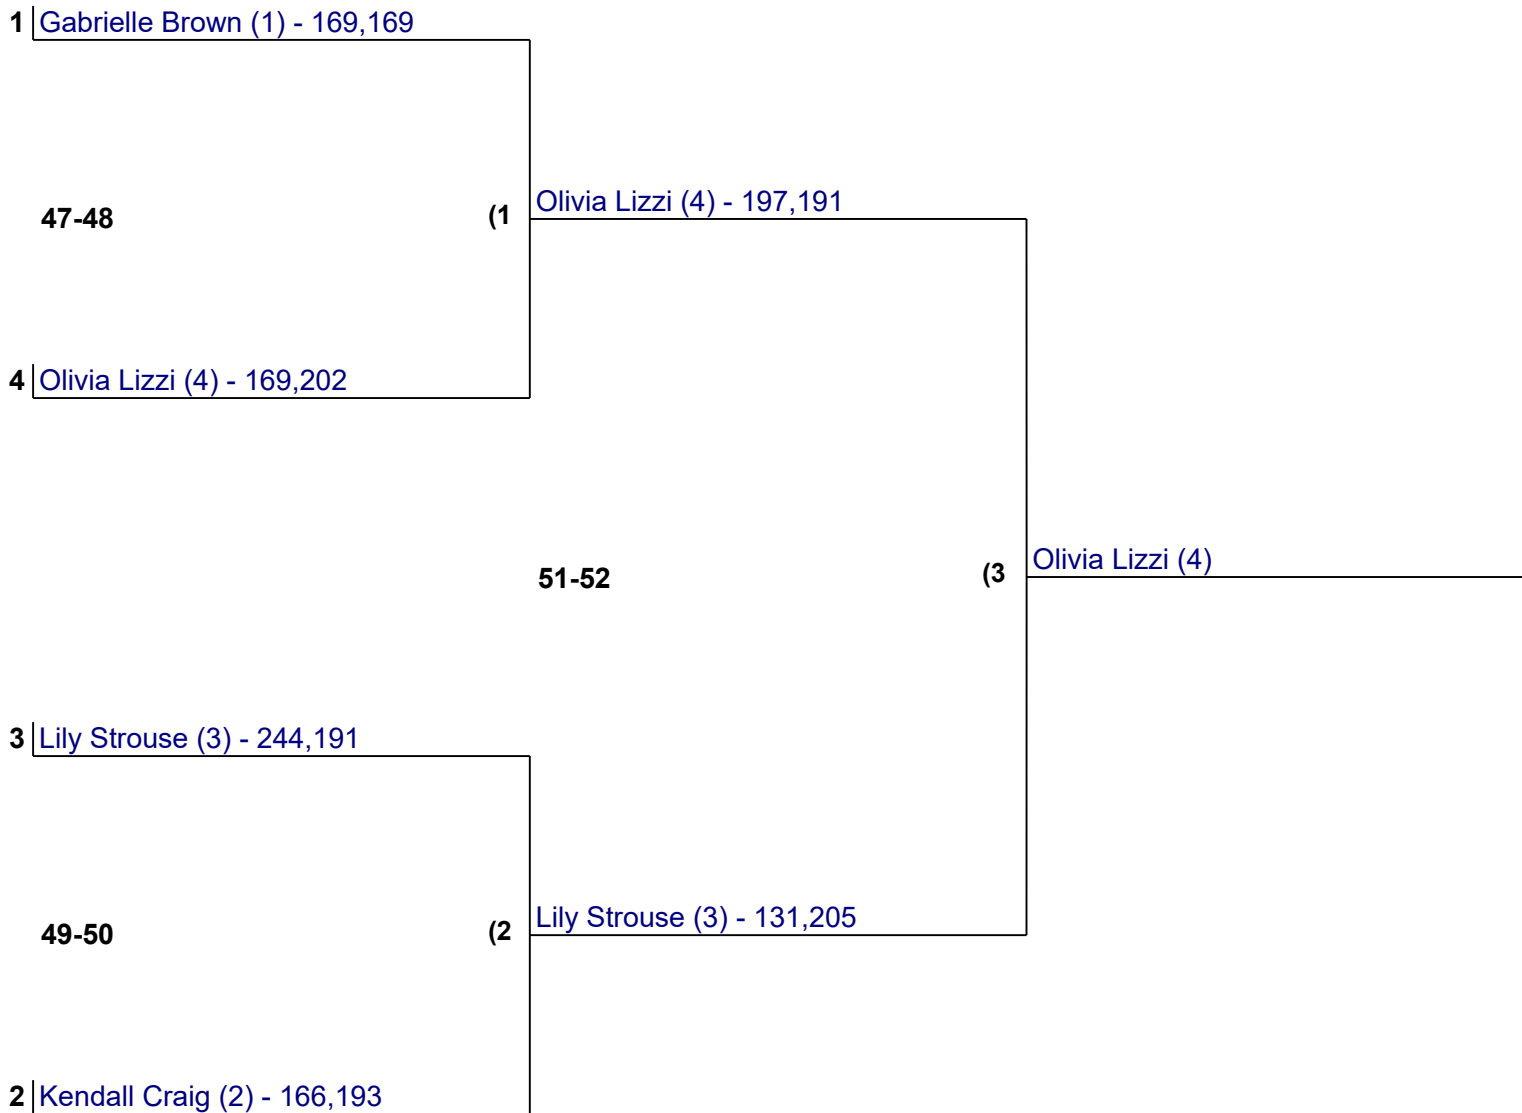 1 Gabrielle Brown (1) - 169,169
47-48
(1
Olivia Lizzi (4) - 197,191
4 Olivia Lizzi (4) - 169,202
51-52
(3
Olivia Lizzi (4)
3 Lily Strouse (3) - 244,191
49-50
(2
Lily Strouse (3) - 131,205
2 Kendall Craig (2) - 166,193